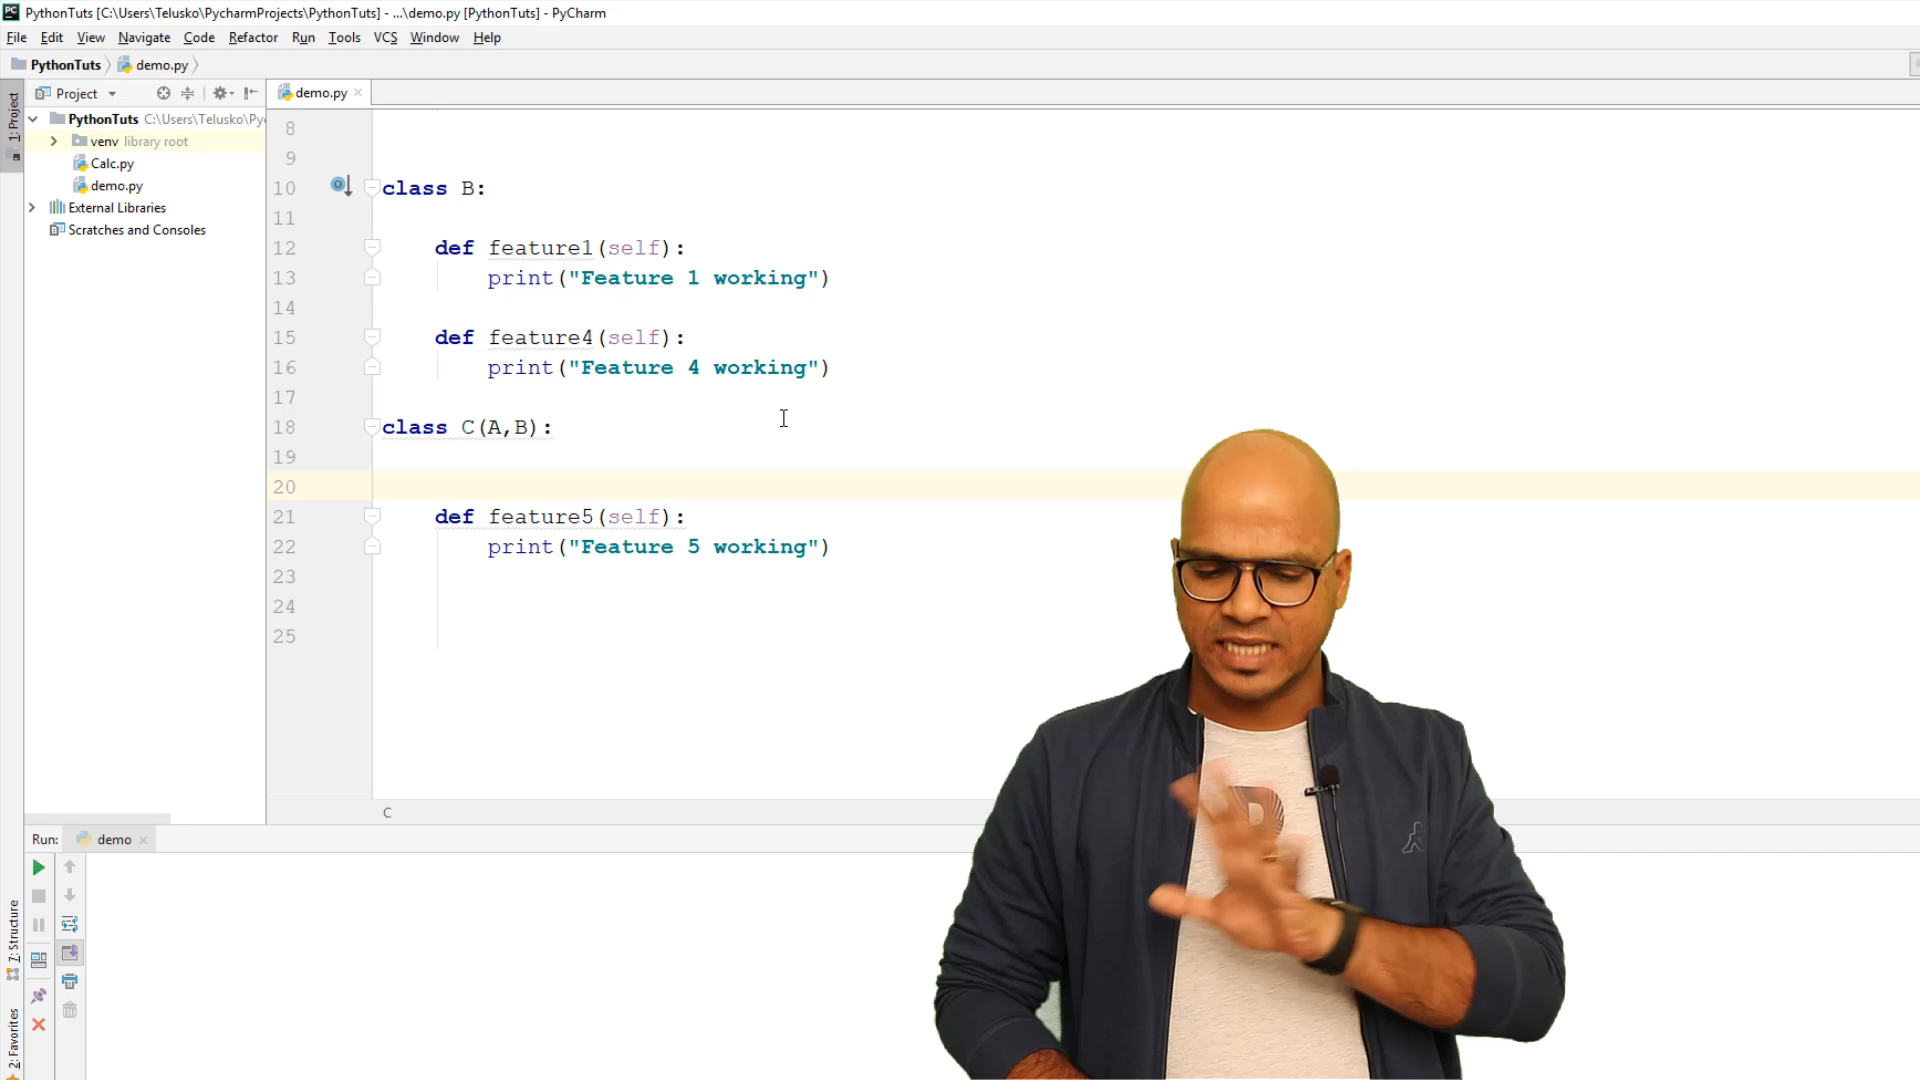 PythonTuts [C:\Users\Telusko\PycharmProjects\PythonTuts] - ...\demo.py [PythonTuts] - PyCharm
File Edit View Navigate Code Refactor Run Tools VCS Window Help
PythonTuts demo.py
1: Project
Project
demo.py
PythonTuts C:\Users\Telusko\Py
venv library root
Calc.py
demo.py
External Libraries
Scratches and Consoles
8
9
10 class B:
11
12 def feature1(self):
13 print("Feature 1 working")
14
15 def feature4(self):
16 print("Feature 4 working")
17
18 class C(A,B):
19
20
21 def feature5(self):
22 print("Feature 5 working")
23
24
25
C
Run: demo
7: Structure
2: Favorites